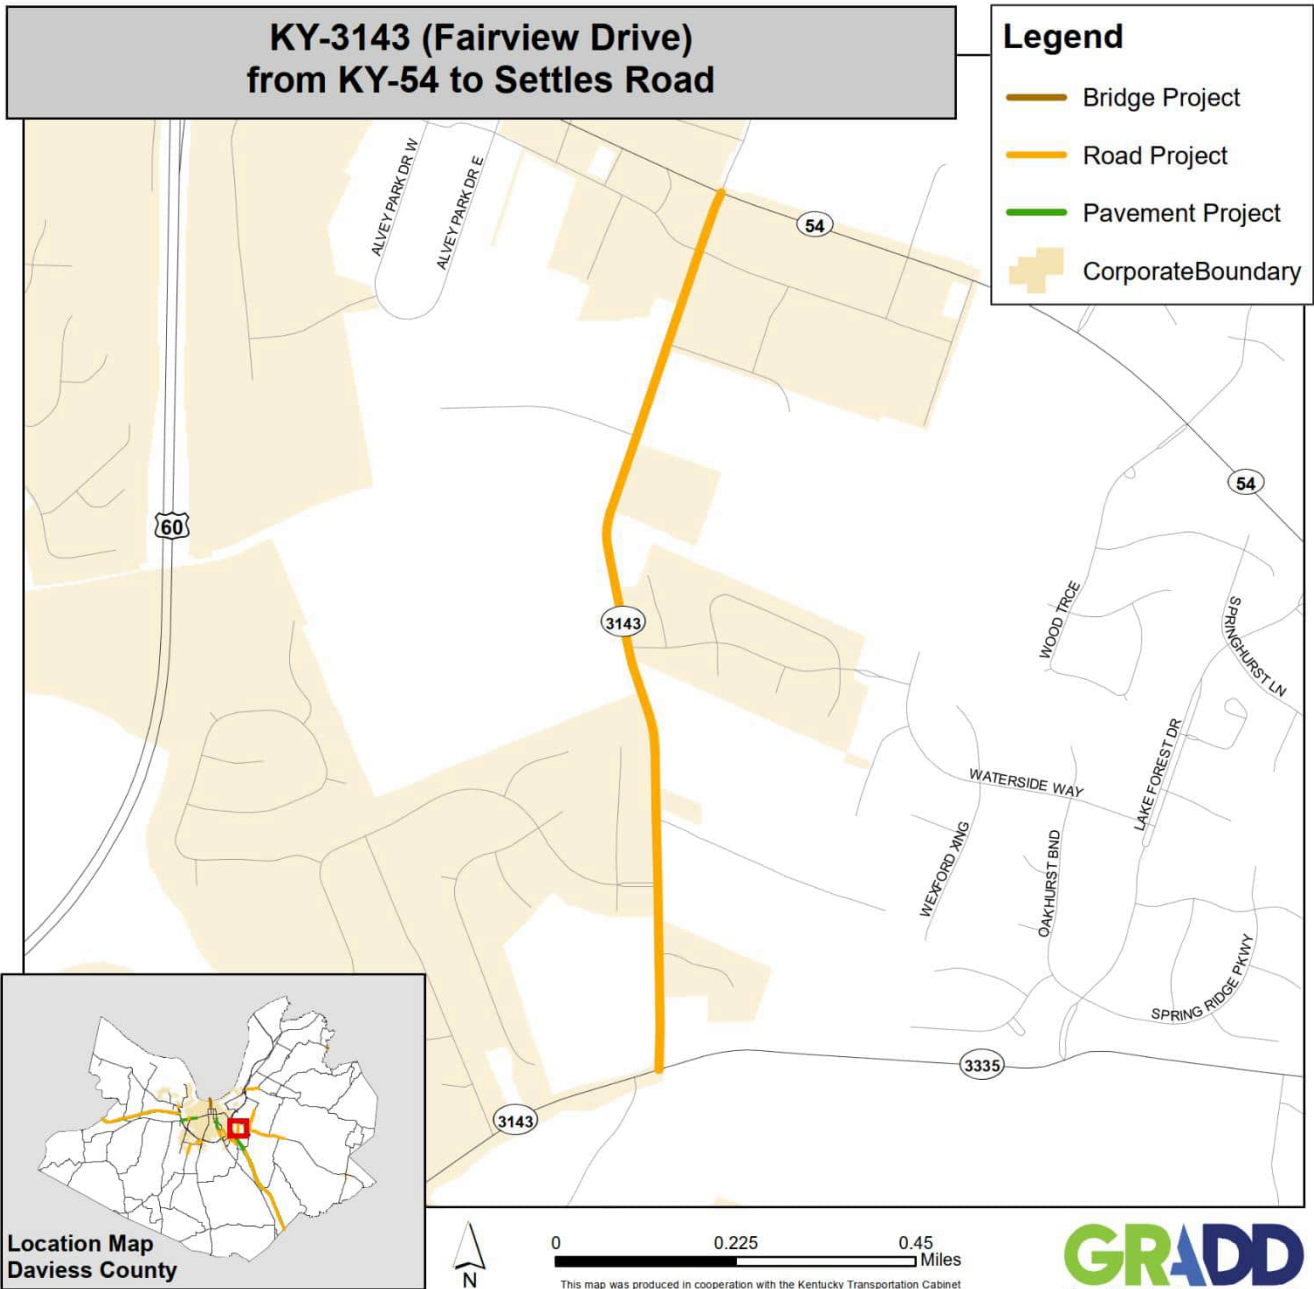 KY-3143 (Fairview Drive)
from KY-54 to Settles Road
Legend
Bridge Project
Road Project
Pavement Project
CorporateBoundary
ALVEY PARK DR W
ALVEY PARK DR E
54
54
60
3143
WOOD TRCE
SPRINGHURST LN
WATERSIDE WAY
LAKE FOREST DR
WEXFORD XING
OAKHURST BND
SPRING RIDGE PKWY
3335
3143
Location Map
Daviess County
N
0 0.225 0.45
Miles
This map was produced in cooperation with the Kentucky Transportation Cabinet
GRADD